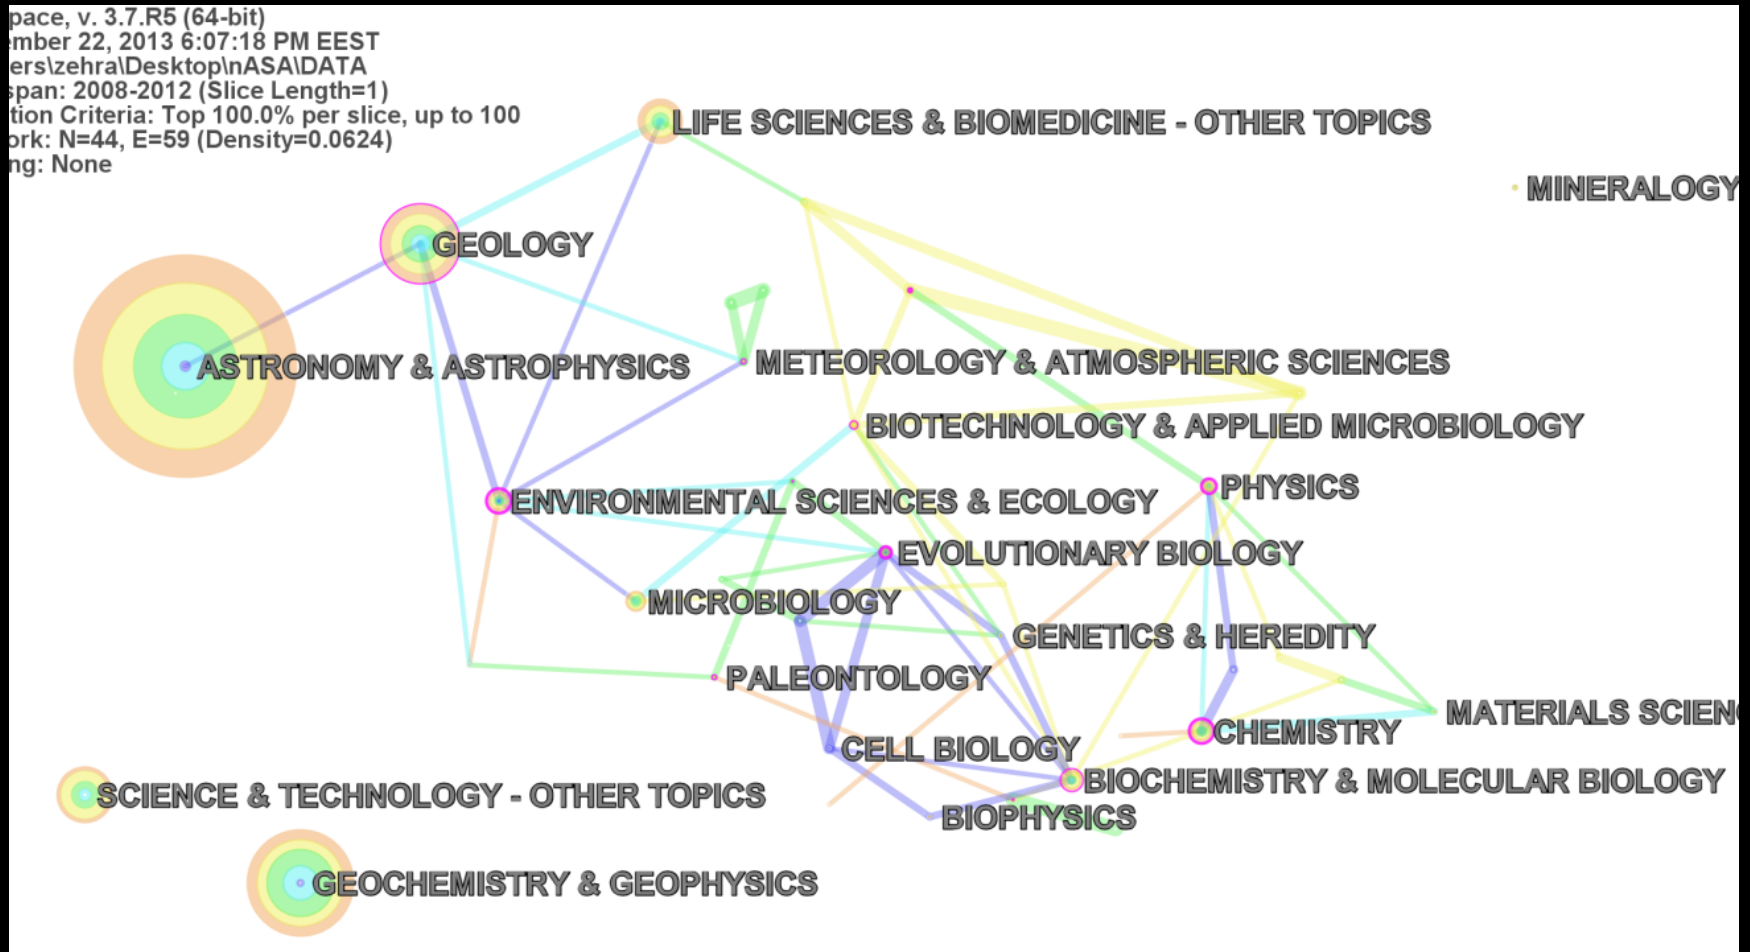 pace, v. 3.7.R5 (64-bit)
ember 22, 2013 6:07:18 PM EEST
ers\zehra\Desktop\nASA\DATA
span: 2008-2012 (Slice Length=1)
tion Criteria: Top 100.0% per slice, up to 100
ork: N=44, E=59 (Density=0.0624)
ng: None
LIFE SCIENCES & BIOMEDICINE - OTHER TOPICS
MINERALOGY
GEOLOGY
ASTRONOMY & ASTROPHYSICS
METEOROLOGY & ATMOSPHERIC SCIENCES
BIOTECHNOLOGY & APPLIED MICROBIOLOGY
PHYSICS
ENVIRONMENTAL SCIENCES & ECOLOGY
EVOLUTIONARY BIOLOGY
MICROBIOLOGY
GENETICS & HEREDITY
PALEONTOLOGY
MATERIALS SCIEN
CHEMISTRY
CELL BIOLOGY
BIOCHEMISTRY & MOLECULAR BIOLOGY
SCIENCE & TECHNOLOGY - OTHER TOPICS
BIOPHYSICS
GEOCHEMISTRY & GEOPHYSICS